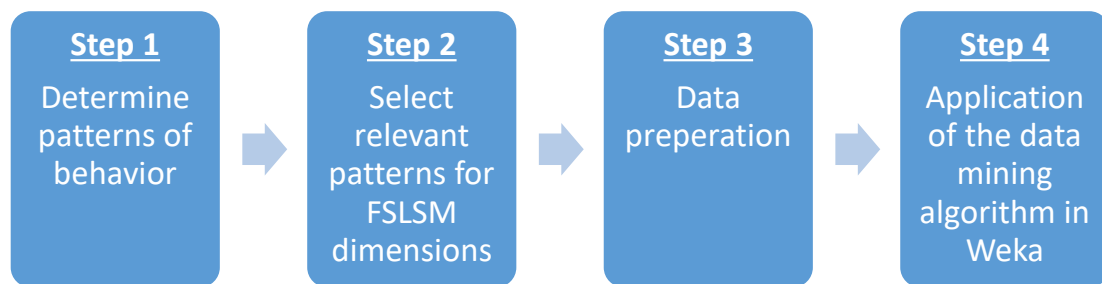 Step 1
Determine
patterns of
behavior
Step 2
Select
relevant
patterns for
FSLSM
dimensions
Step 3
Data
preperation
Step 4
Application
of the data
mining
algorithm in
Weka